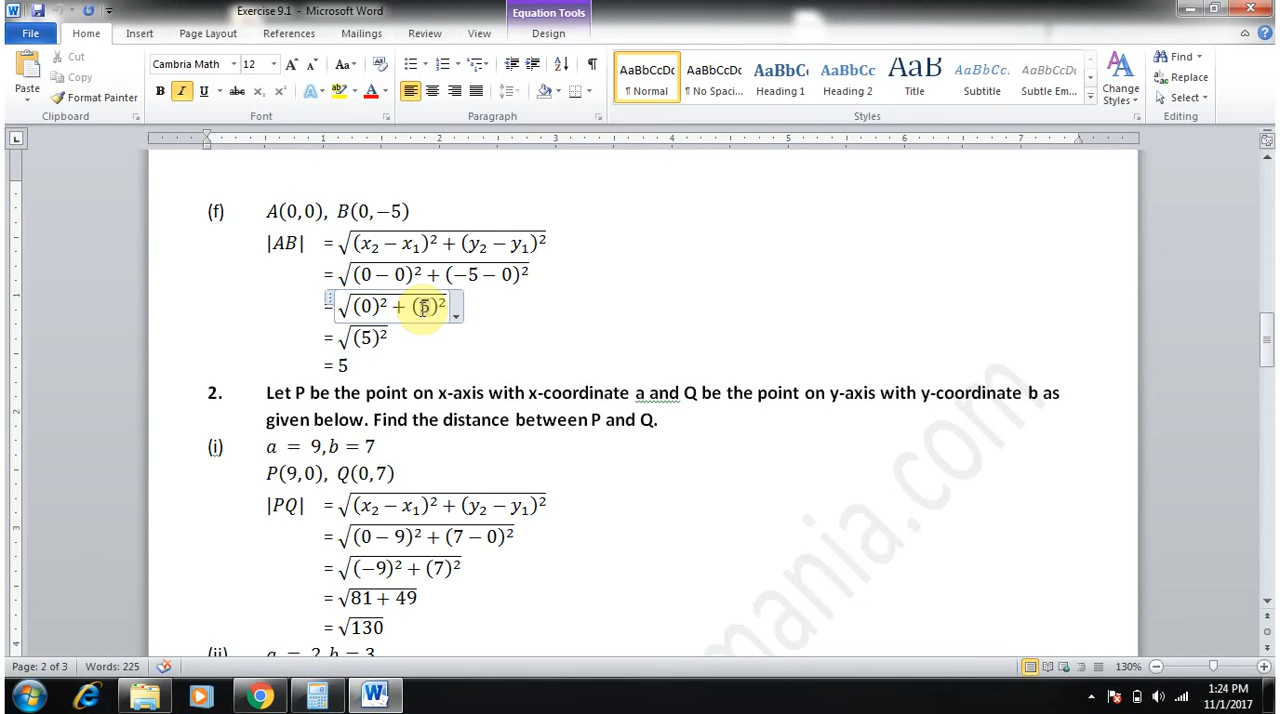 Exercise 9.1 - Microsoft Word
Equation Tools
File Home Insert Page Layout References Mailings Review View Design
Paste
Cut
Copy
Format Painter
Clipboard
Cambria Math 12
Font
Paragraph
AaBbCcDc AaBbCcDc AaBbCc AaBbCc AaB AaBbCcL AaBbCcDc
¶ Normal ¶ No Spaci... Heading 1 Heading 2 Title Subtitle Subtle Em...
Styles
Change Styles
Find
Replace
Select
Editing
(f) A(0,0), B(0,−5)
|AB| = √(x₂ − x₁)² + (y₂ − y₁)²
= √(0 − 0)² + (−5 − 0)²
= √(0)² + (5)²
= √(5)²
= 5
2. Let P be the point on x-axis with x-coordinate a and Q be the point on y-axis with y-coordinate b as
given below. Find the distance between P and Q.
(i) a = 9, b = 7
P(9,0), Q(0,7)
|PQ| = √(x₂ − x₁)² + (y₂ − y₁)²
= √(0 − 9)² + (7 − 0)²
= √(−9)² + (7)²
= √81 + 49
= √130
(ii) a = 2, b = 3
mania.com
Page: 2 of 3 Words: 225 130%
1:24 PM
11/1/2017